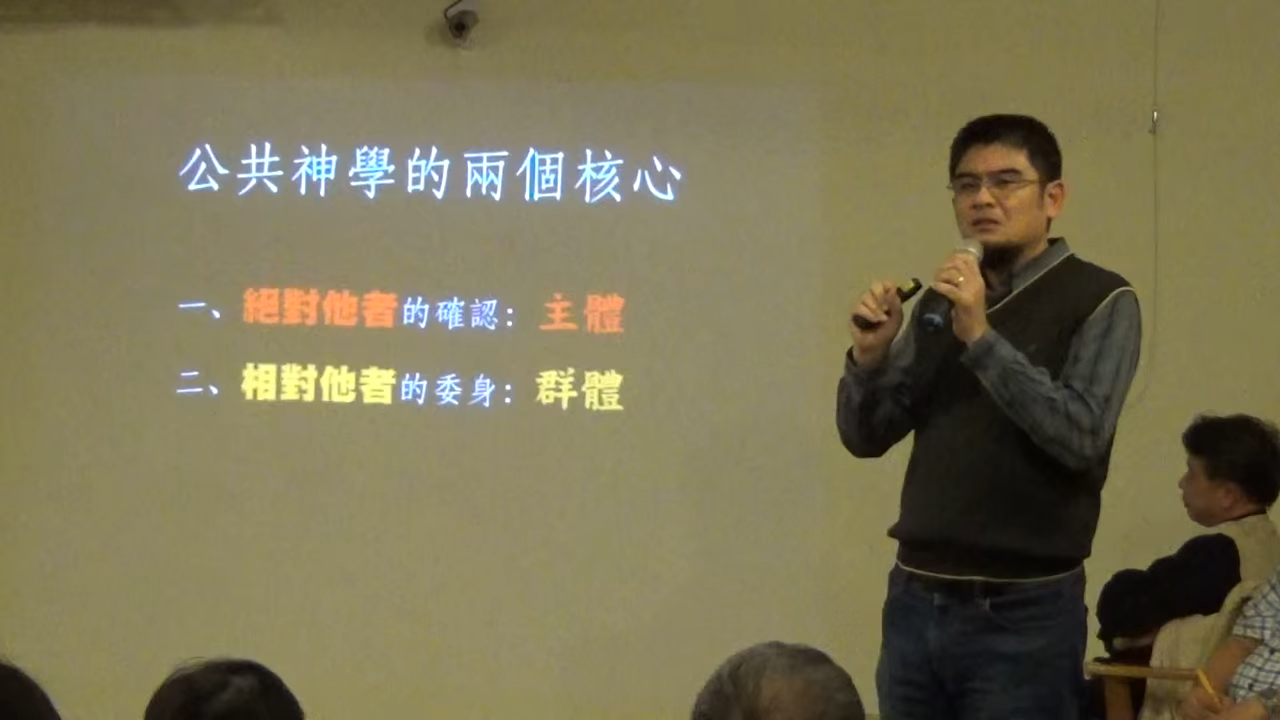 公共神學的兩個核心
一、絕對他者的確認：主體
二、相對他者的委身：群體